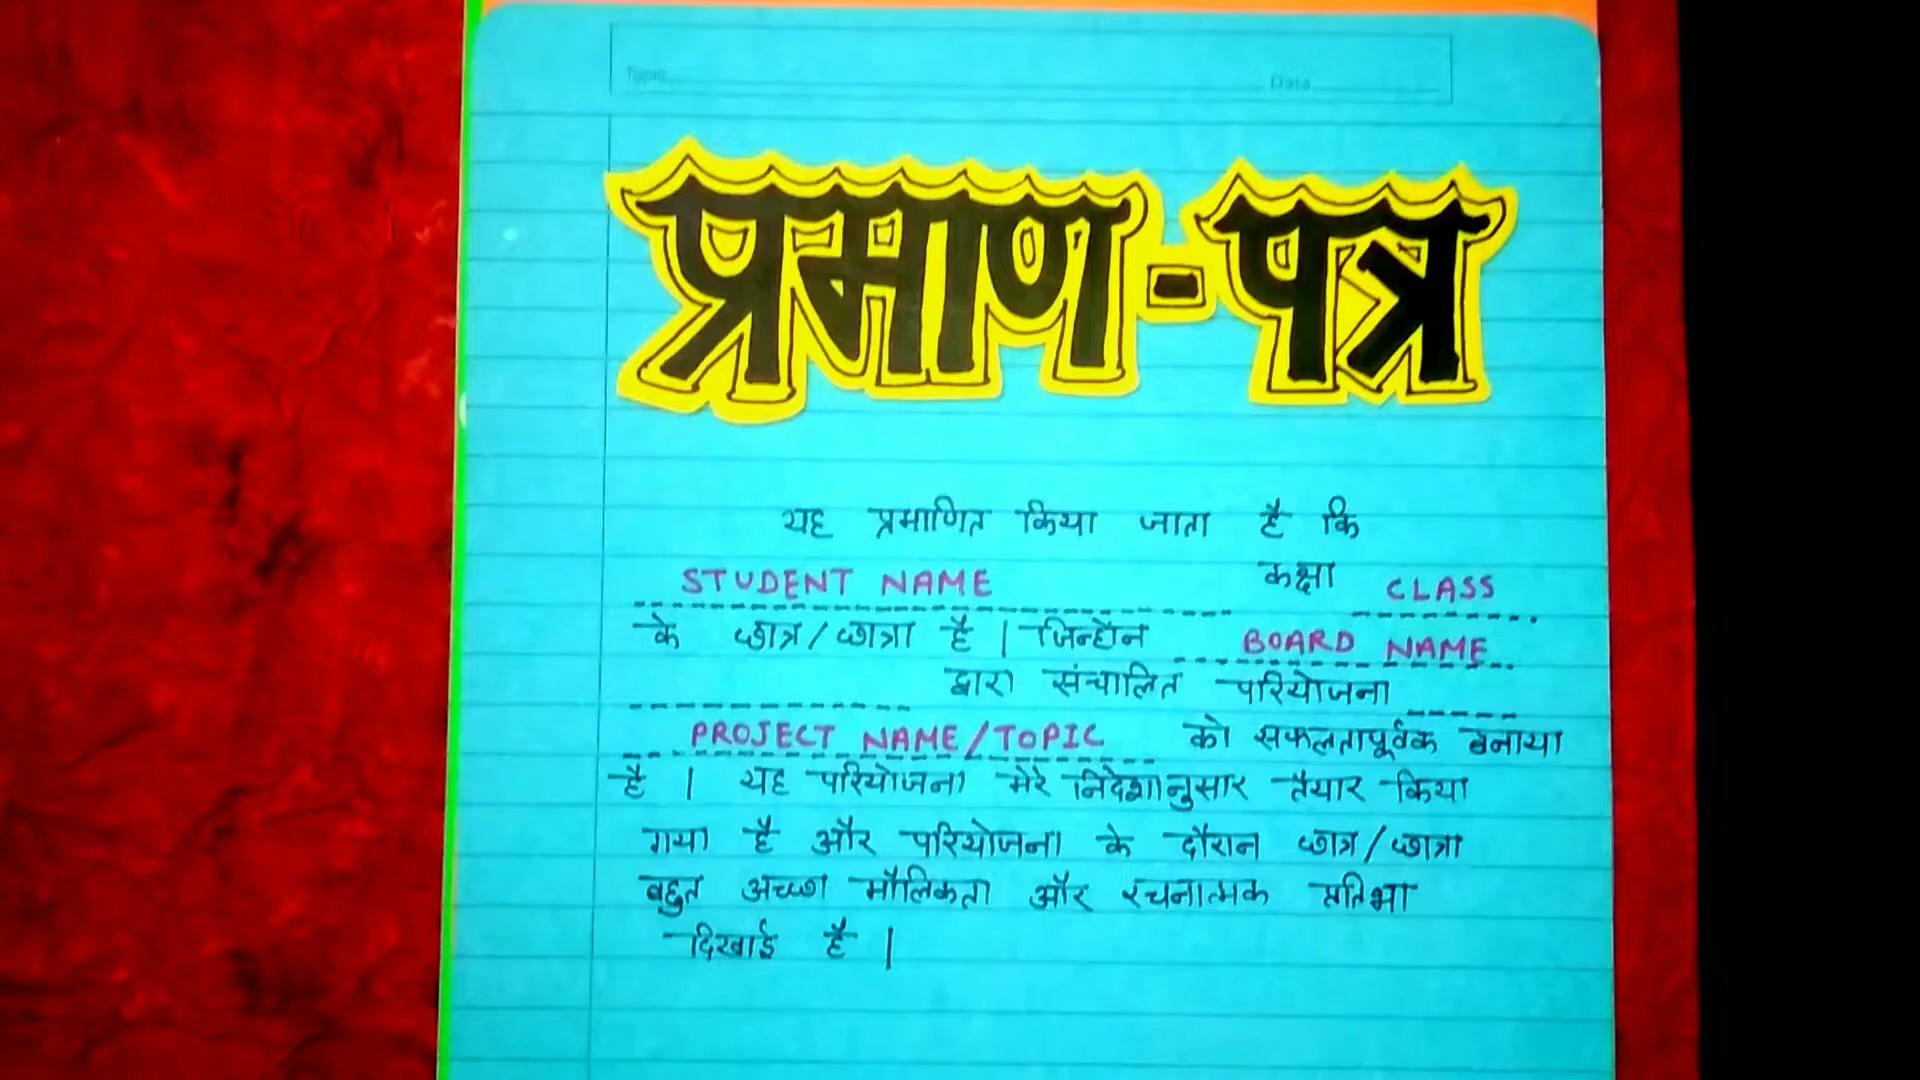 Topic Date
प्रमाण-पत्र
यह प्रमाणित किया जाता है कि
STUDENT NAME कक्षा CLASS
के छात्र/छात्रा है | जिन्होन BOARD NAME
द्वारा संचालित परियोजना
PROJECT NAME/TOPIC को सफलतापूर्वक बनाया
है | यह परियोजना मेरे निदेशानुसार तैयार किया
गया है और परियोजना के दौरान छात्र/छात्रा
बहुत अच्छा मौलिकता और रचनात्मक प्रतिभा
दिखाई है |